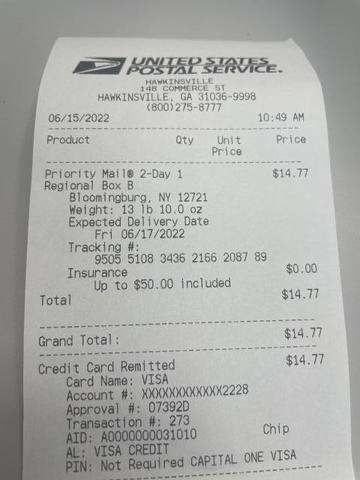 UNITED STATES
POSTAL SERVICE.
HAWKINSVILLE
148 COMMERCE ST
HAWKINSVILLE, GA 31036-9998
(800)275-8777
06/15/2022 10:49 AM
Product Qty Unit Price
Price
Priority Mail® 2-Day 1 $14.77
Regional Box B
Bloomingburg, NY 12721
Weight: 13 lb 10.0 oz
Expected Delivery Date
Fri 06/17/2022
Tracking #:
9505 5108 3436 2166 2087 89
Insurance $0.00
Up to $50.00 included
Total $14.77
Grand Total: $14.77
Credit Card Remitted $14.77
Card Name: VISA
Account #: XXXXXXXXXXXX2228
Approval #: 07392D
Transaction #: 273
AID: A0000000031010 Chip
AL: VISA CREDIT
PIN: Not Required CAPITAL ONE VISA